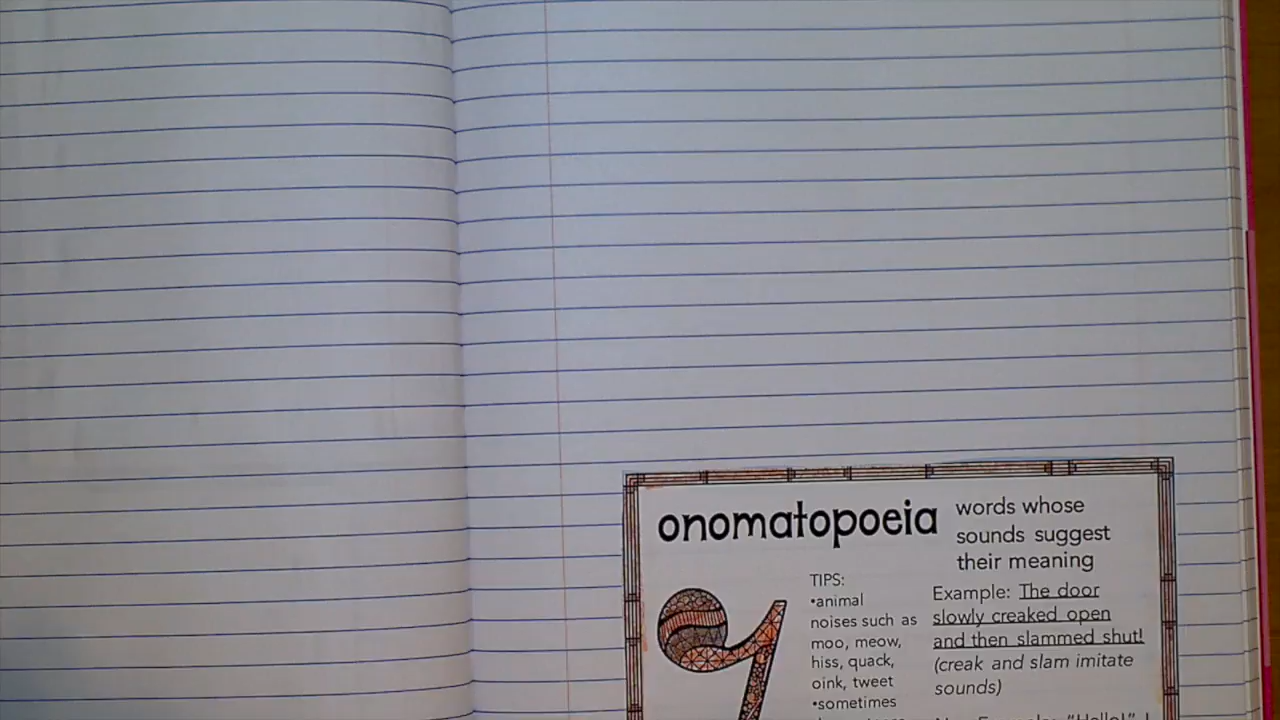 onomatopoeia
words whose
sounds suggest
their meaning
TIPS:
•animal
noises such as
moo, meow,
hiss, quack,
oink, tweet
•sometimes
Example: The door
slowly creaked open
and then slammed shut!
(creak and slam imitate
sounds)
"Hello!" I